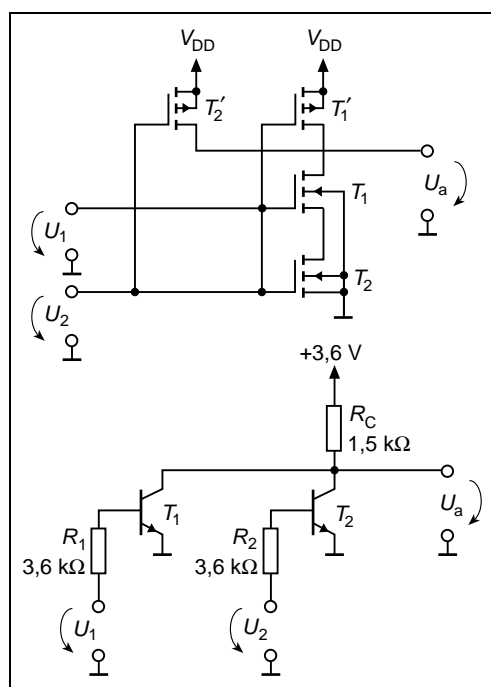 V_DD V_DD
T₂′ T₁′
U_a
T₁
U₁
T₂
U₂
+3,6 V
R_C
1,5 kΩ
T₁ T₂ U_a
R₁ R₂
3,6 kΩ 3,6 kΩ
U₁ U₂